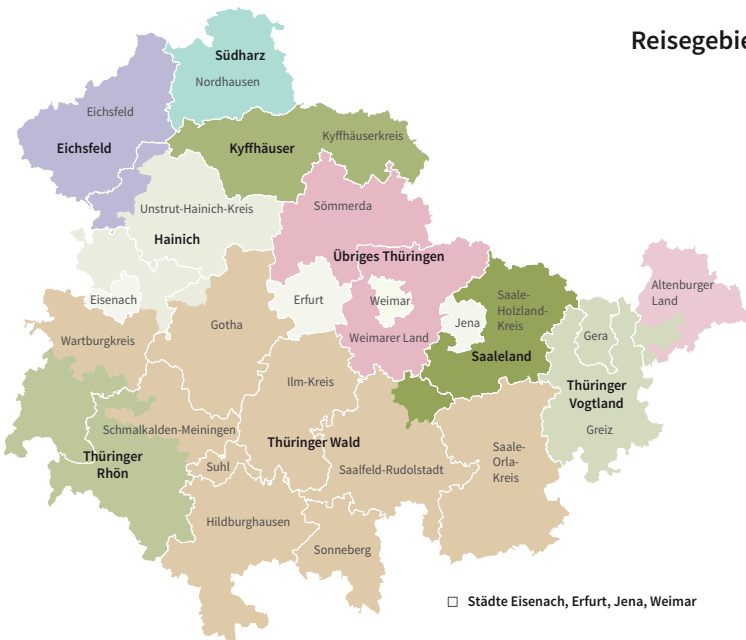 Reisegebie
Südharz
Nordhausen
Eichsfeld
Eichsfeld
Kyffhäuserkreis
Kyffhäuser
Unstrut-Hainich-Kreis
Hainich
Sömmerda
Übriges Thüringen
Eisenach
Erfurt
Weimar
Weimarer Land
Jena
Saale-
Holzland-
Kreis
Saaleland
Altenburger
Land
Gera
Thüringer
Vogtland
Greiz
Wartburgkreis
Gotha
Ilm-Kreis
Schmalkalden-Meiningen
Thüringer Wald
Thüringer
Rhön
Suhl
Saalfeld-Rudolstadt
Saale-
Orla-
Kreis
Hildburghausen
Sonneberg
Städte Eisenach, Erfurt, Jena, Weimar